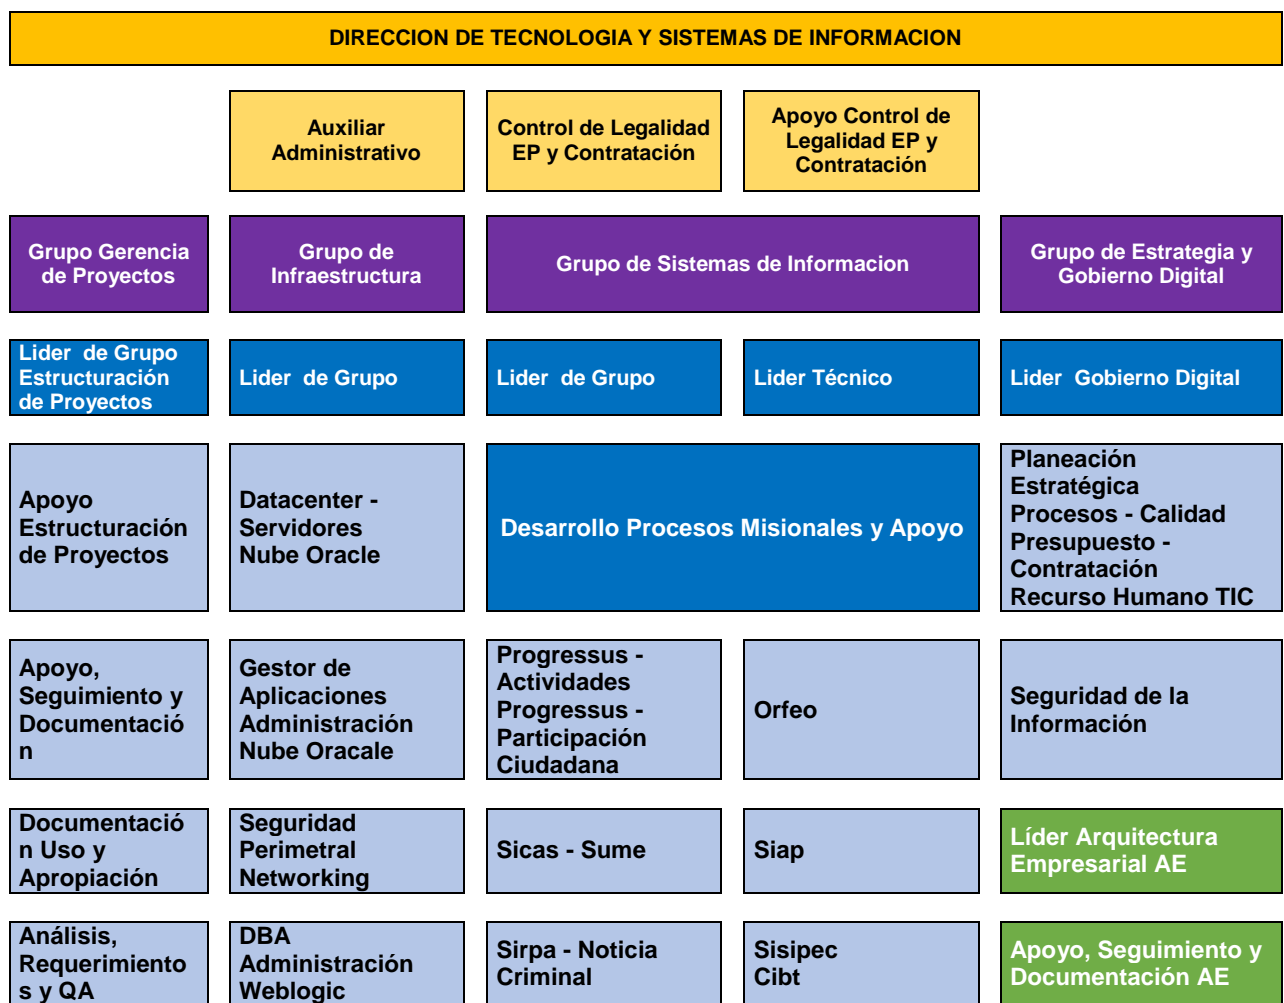 DIRECCION DE TECNOLOGIA Y SISTEMAS DE INFORMACION
Auxiliar
Administrativo
Control de Legalidad
EP y Contratación
Apoyo Control de
Legalidad EP y
Contratación
Grupo Gerencia
de Proyectos
Grupo de
Infraestructura
Grupo de Sistemas de Informacion
Grupo de Estrategia y
Gobierno Digital
Lider de Grupo
Estructuración
de Proyectos
Lider de Grupo
Lider de Grupo
Lider Técnico
Lider Gobierno Digital
Apoyo
Estructuración
de Proyectos
Datacenter -
Servidores
Nube Oracle
Desarrollo Procesos Misionales y Apoyo
Planeación
Estratégica
Procesos - Calidad
Presupuesto -
Contratación
Recurso Humano TIC
Apoyo,
Seguimiento y
Documentació
n
Gestor de
Aplicaciones
Administración
Nube Oracale
Progressus -
Actividades
Progressus -
Participación
Ciudadana
Orfeo
Seguridad de la
Información
Documentació
n Uso y
Apropiación
Seguridad
Perimetral
Networking
Sicas - Sume
Siap
Líder Arquitectura
Empresarial AE
Análisis,
Requerimiento
s y QA
DBA
Administración
Weblogic
Sirpa - Noticia
Criminal
Sisipec
Cibt
Apoyo, Seguimiento y
Documentación AE